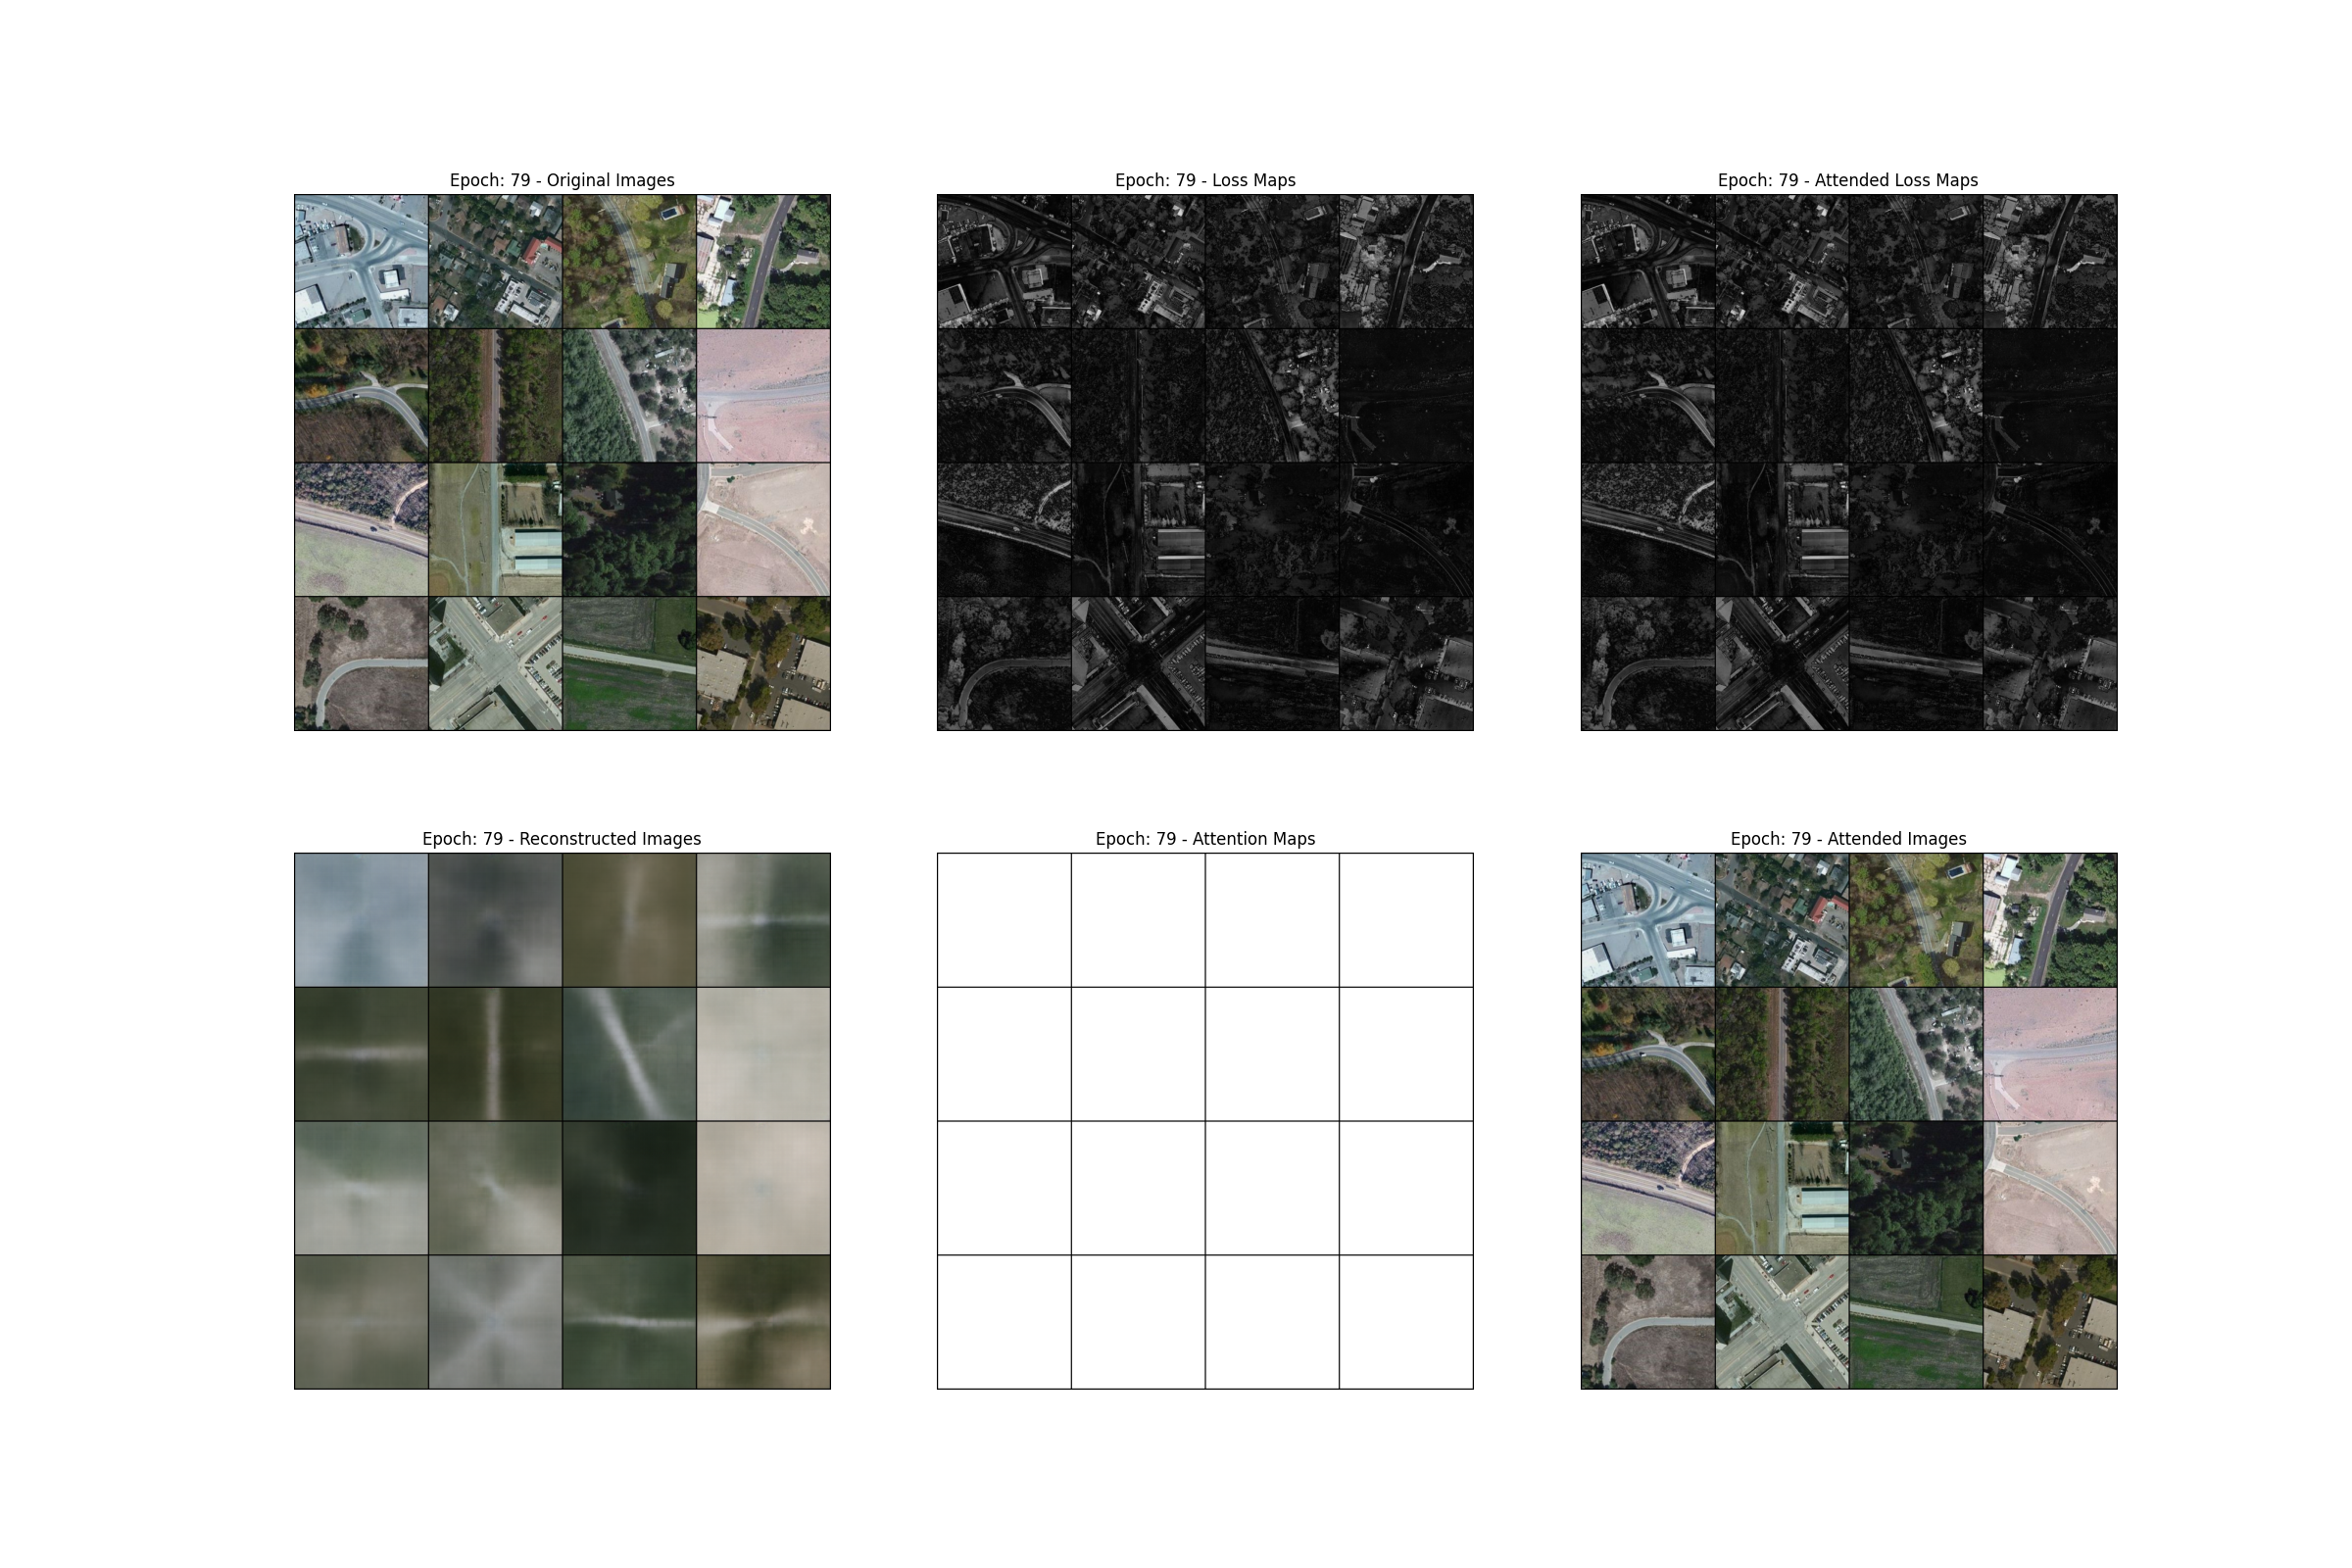 Epoch: 79 - Original Images
Epoch: 79 - Loss Maps
Epoch: 79 - Attended Loss Maps
Epoch: 79 - Reconstructed Images
Epoch: 79 - Attention Maps
Epoch: 79 - Attended Images